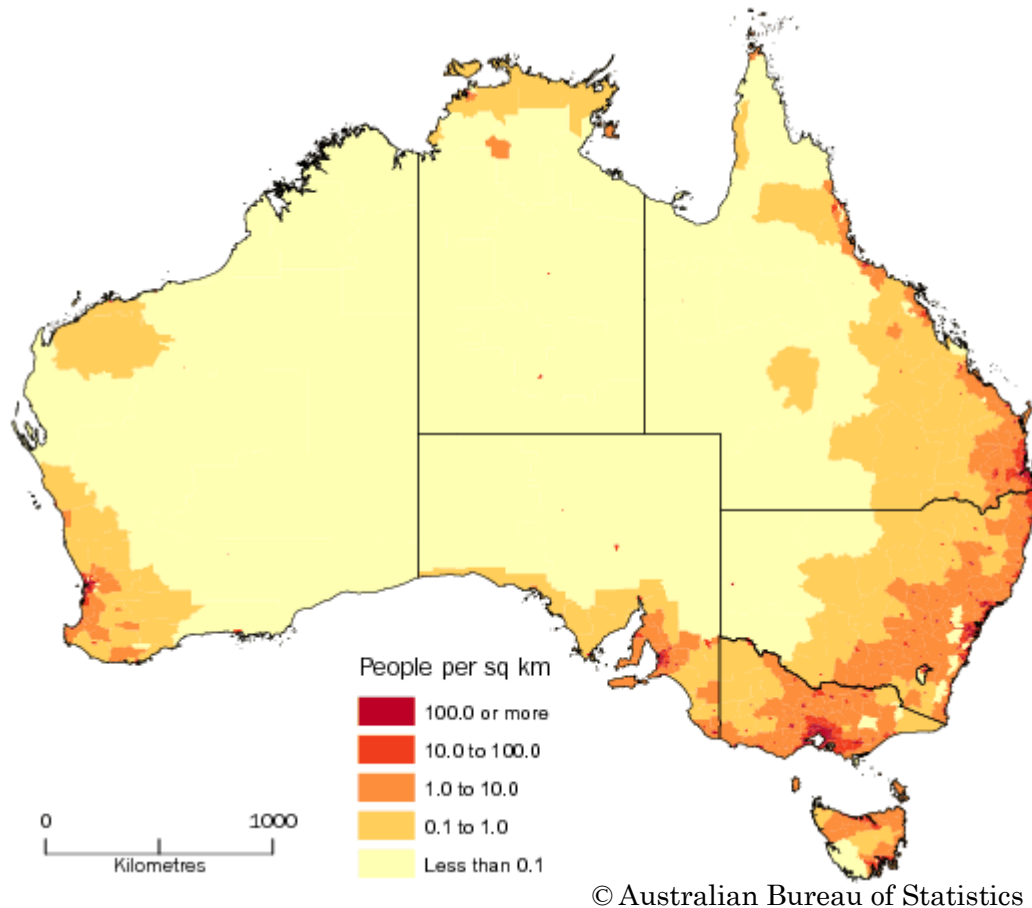 People per sq km
100.0 or more
10.0 to 100.0
1.0 to 10.0
0.1 to 1.0
Less than 0.1
0 1000
Kilometres
© Australian Bureau of Statistics